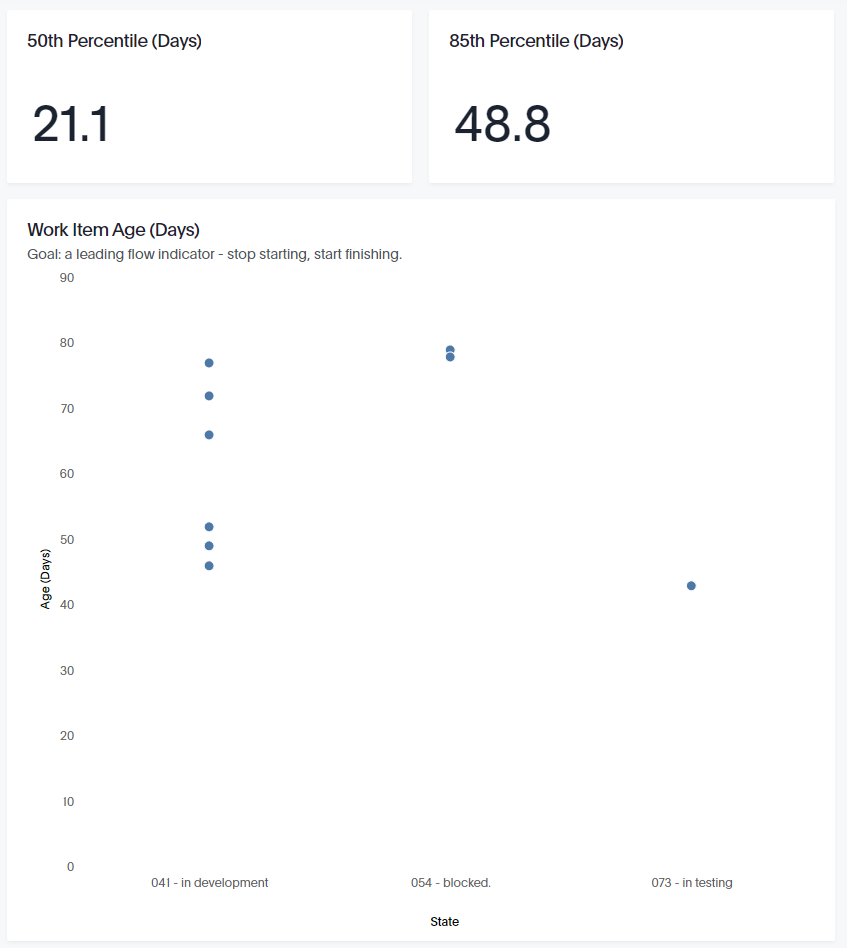 50th Percentile (Days)
85th Percentile (Days)
21.1
48.8
Work Item Age (Days)
Goal: a leading flow indicator - stop starting, start finishing.
90
80
70
60
50
40
30
20
10
0
Age (Days)
041 - in development
054 - blocked.
073 - in testing
State